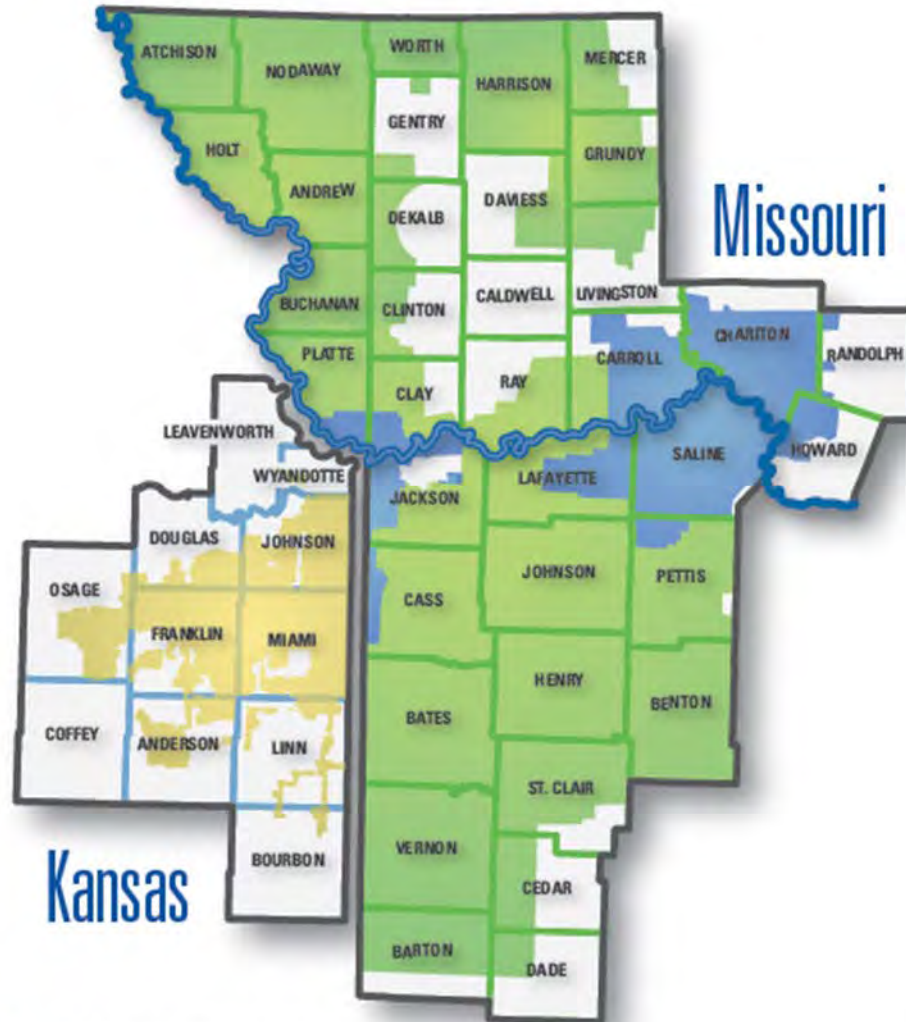 ATCHISON
NODAWAY
WORTH
HARRISON
MERCER
GENTRY
HOLT
ANDREW
DEKALB
DAVIESS
GRUNDY
Missouri
BUCHANAN
CLINTON
CALDWELL
LIVINGSTON
PLATTE
CLAY
RAY
CARROLL
CHARITON
RANDOLPH
LEAVENWORTH
WYANDOTTE
JACKSON
LAFAYETTE
SALINE
HOWARD
DOUGLAS
JOHNSON
OSAGE
FRANKLIN
MIAMI
CASS
JOHNSON
PETTIS
COFFEY
ANDERSON
LINN
BATES
HENRY
BENTON
ST. CLAIR
Kansas
BOURBON
VERNON
CEDAR
BARTON
DADE